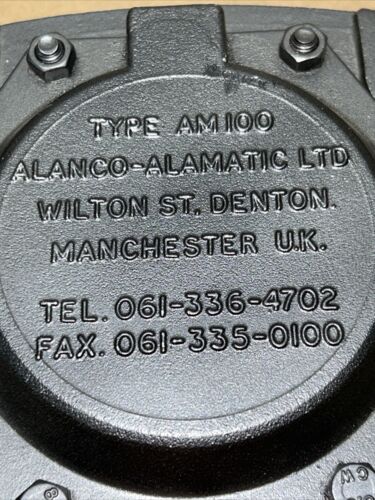 TYPE AM100
ALANCO-ALAMATIC LTD
WILTON ST. DENTON.
MANCHESTER U.K.
TEL. 061-336-4702
FAX. 061-335-0100